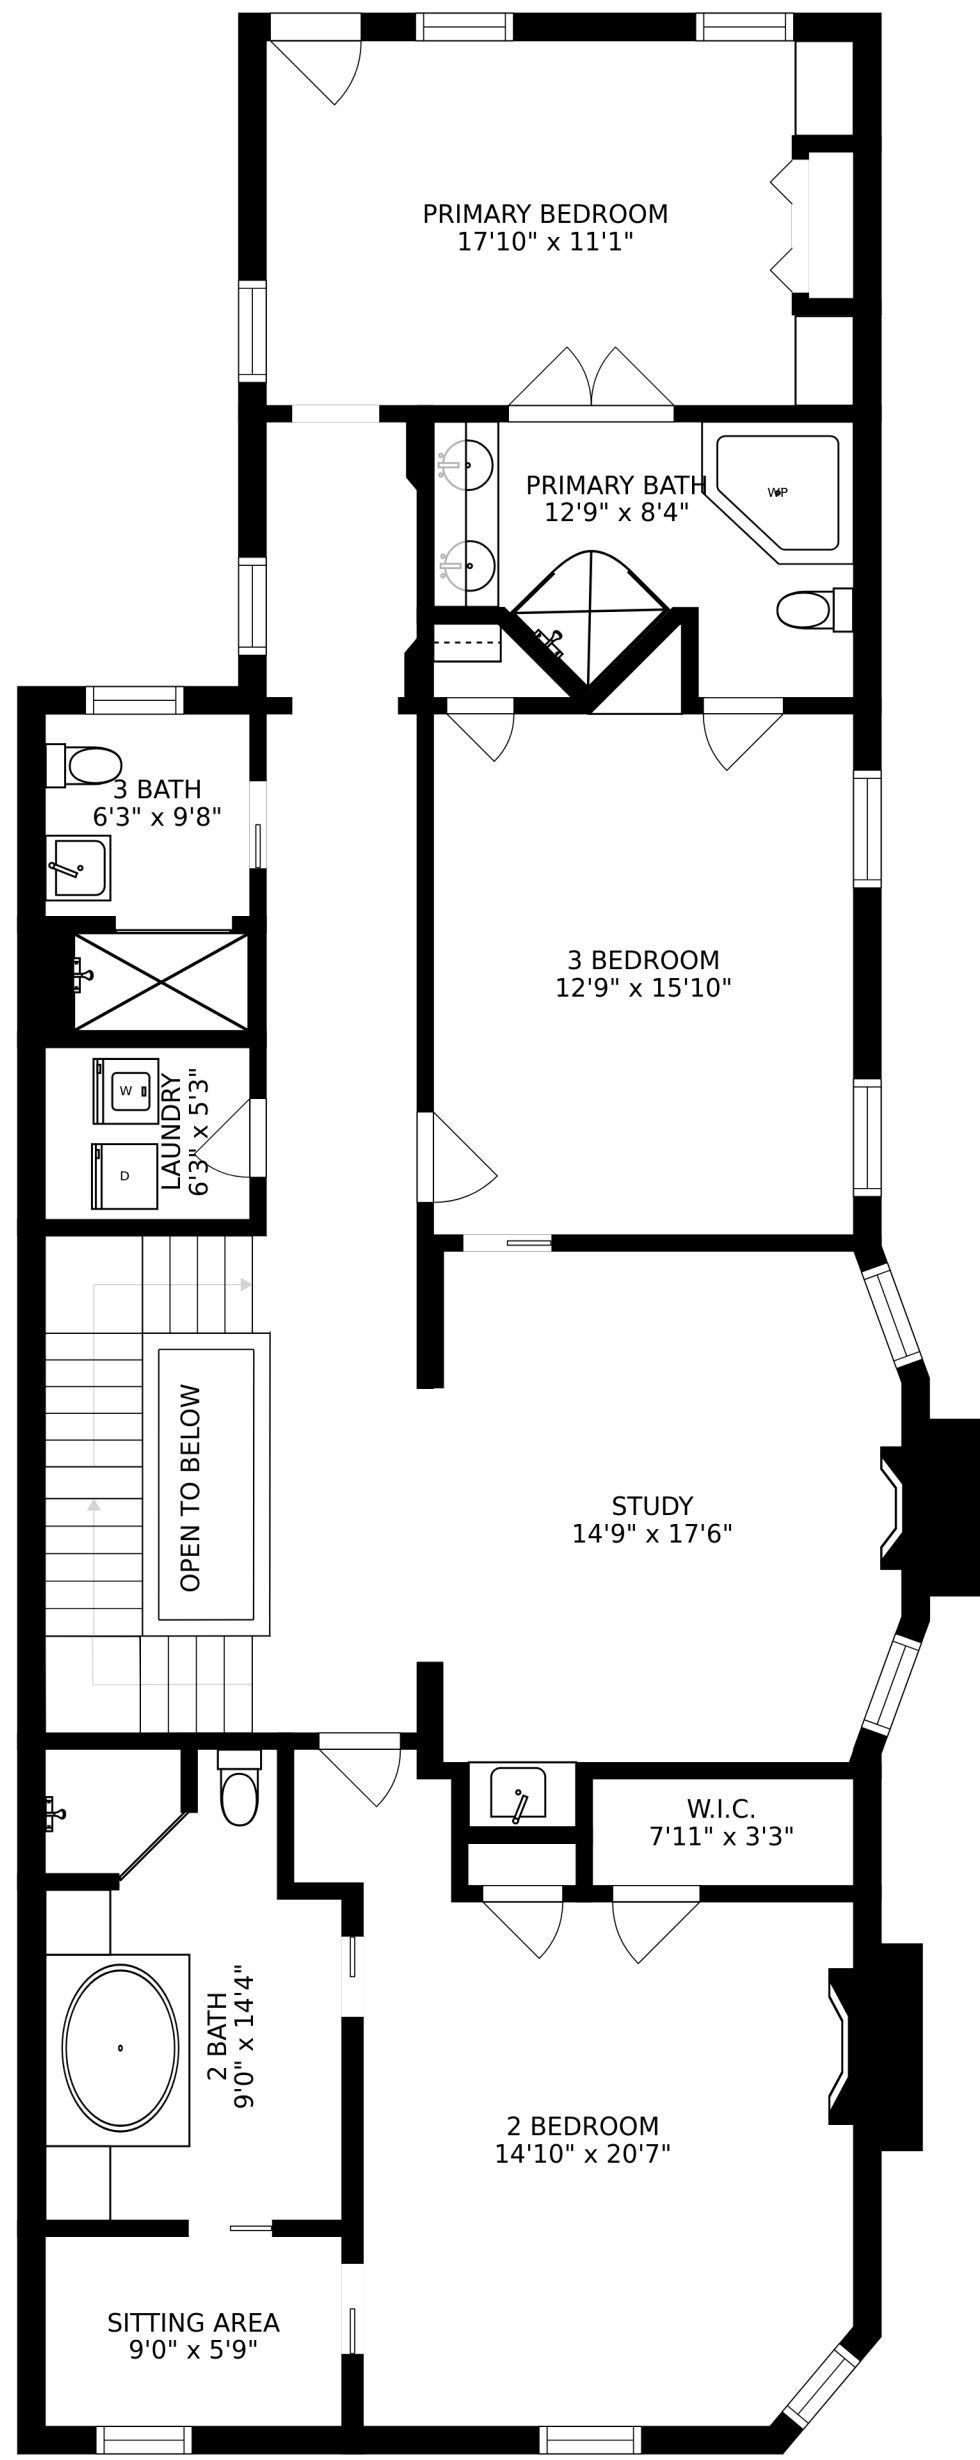 PRIMARY BEDROOM
17'10" x 11'1"
PRIMARY BATH
12'9" x 8'4"
WP
3 BATH
6'3" x 9'8"
3 BEDROOM
12'9" x 15'10"
W
D
LAUNDRY
6'3" x 5'3"
OPEN TO BELOW
STUDY
14'9" x 17'6"
W.I.C.
7'11" x 3'3"
2 BATH
9'0" x 14'4"
2 BEDROOM
14'10" x 20'7"
SITTING AREA
9'0" x 5'9"